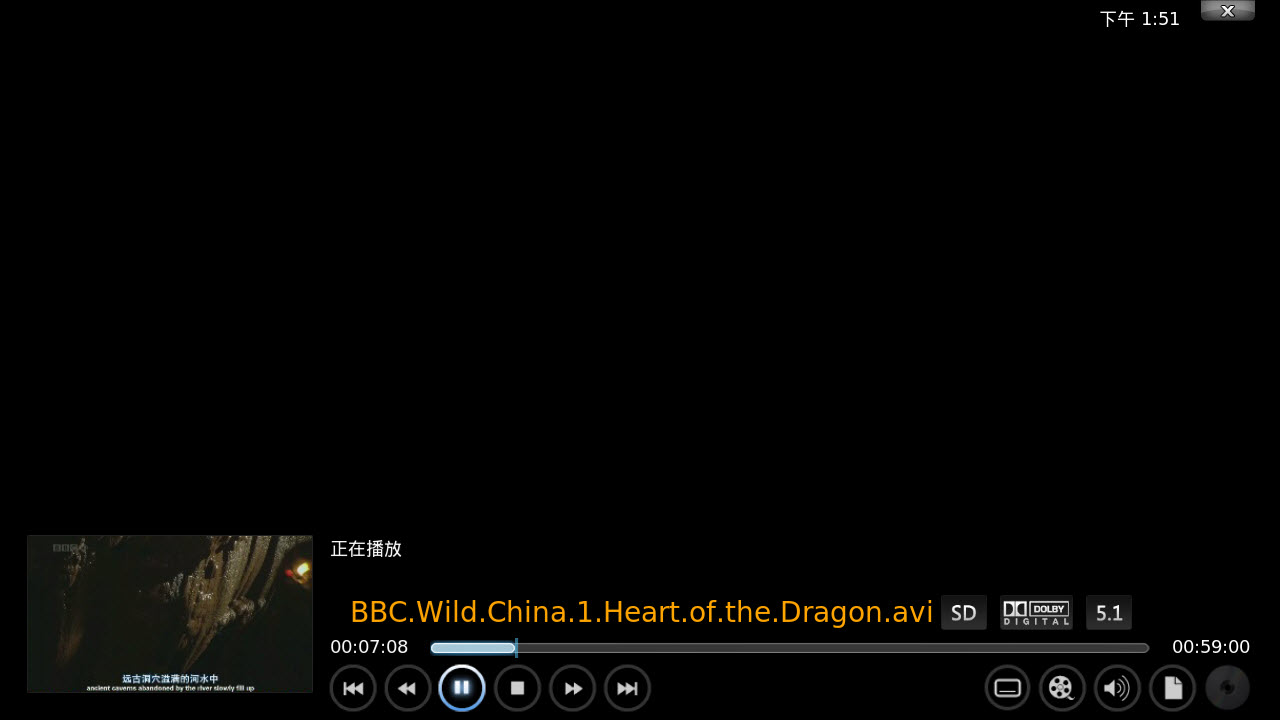 下午 1:51
BBC
远古洞穴溢满的河水中
ancient caverns abandoned by the river slowly fill up
正在播放
BBC.Wild.China.1.Heart.of.the.Dragon.avi SD DOLBY DIGITAL 5.1
00:07:08 00:59:00